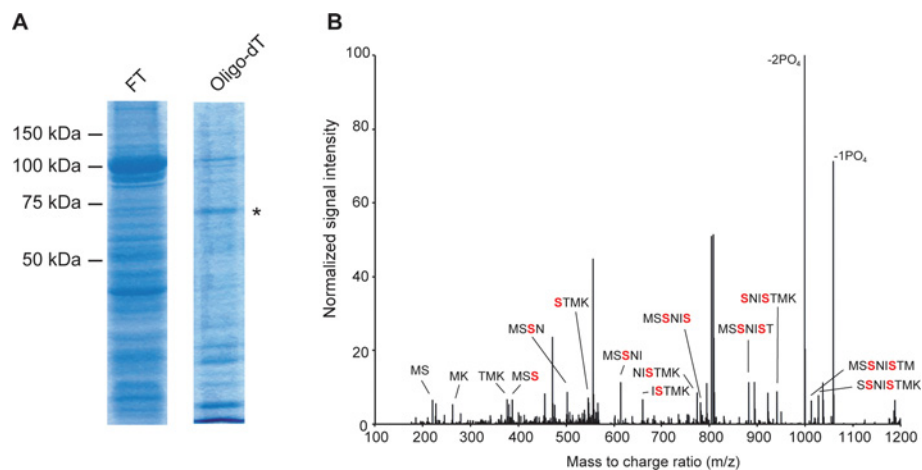 A
FT
Oligo-dT
150 kDa
100 kDa
75 kDa
50 kDa
*
B
Normalized signal intensity
100
80
60
40
20
0
-2PO4
-1PO4
MS
MK
TMK
MSS
MSSN
STMK
MSSNI
ISTMK
NISTMK
MSSNIS
MSSNIST
SNISTMK
MSSNISTM
SSNISTMK
100 200 300 400 500 600 700 800 900 1000 1100 1200
Mass to charge ratio (m/z)